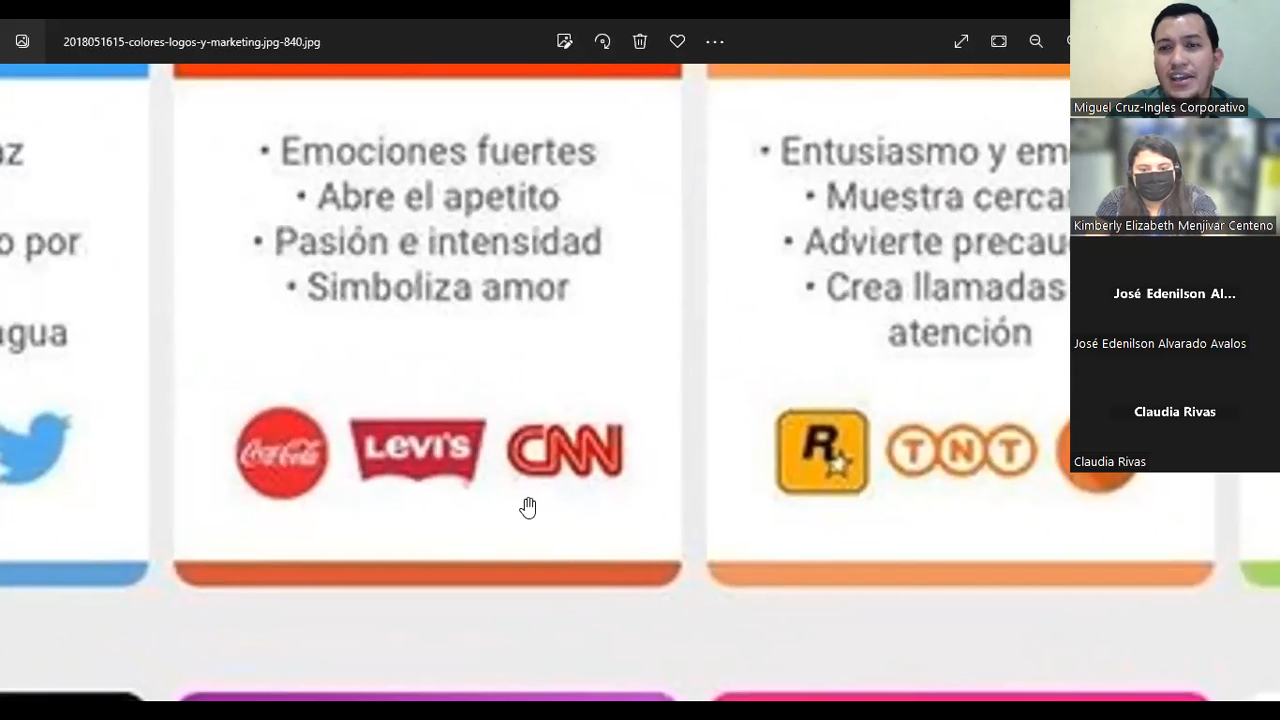 2018051615-colores-logos-y-marketing.jpg-840.jpg
az
o por
agua
• Emociones fuertes
• Abre el apetito
• Pasión e intensidad
• Simboliza amor
Coca-Cola
LEVI'S
CNN
• Entusiasmo y em
• Muestra cerca
• Advierte precau
• Crea llamadas
atención
R
TNT
Miguel Cruz-Ingles Corporativo
Kimberly Elizabeth Menjivar Centeno
José Edenilson Al...
José Edenilson Alvarado Avalos
Claudia Rivas
Claudia Rivas